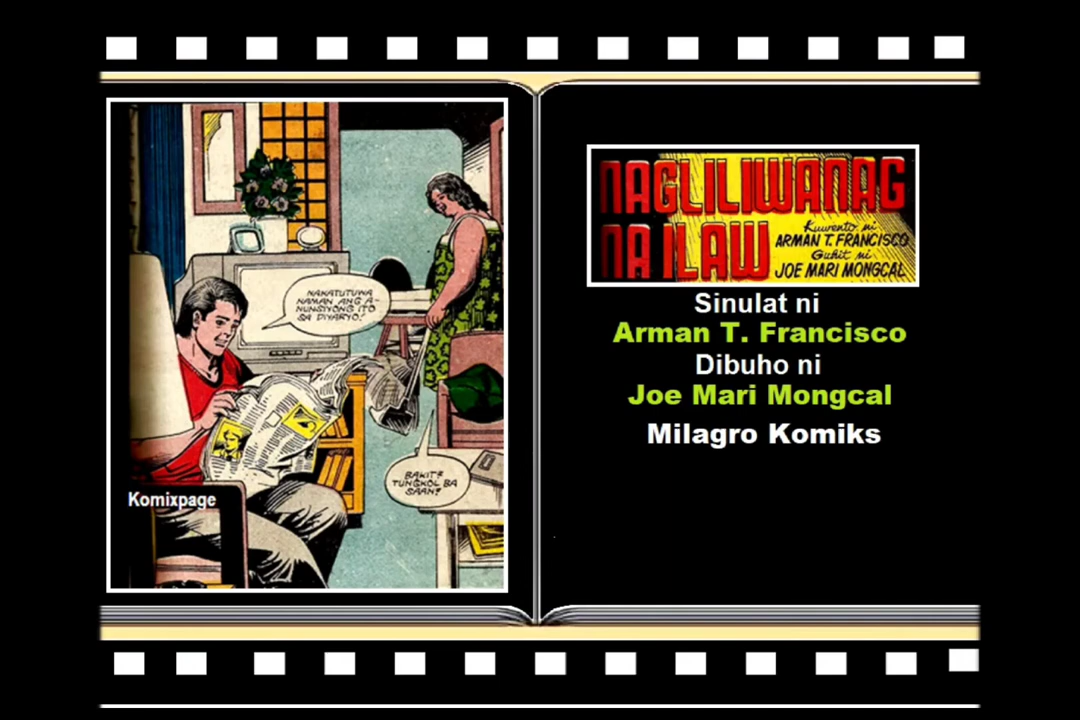 NAKATUTUWA
NAMAN ANG A-
NUNSIYONG ITO
SA DIYARYO!
BAKIT?
TUNGKOL BA
SAAN?
Komixpage
NAGLILIWANAG
NA ILAW
Kuwento ni
ARMAN T. FRANCISCO
Guhit ni
JOE MARI MONGCAL
Sinulat ni
Arman T. Francisco
Dibuho ni
Joe Mari Mongcal
Milagro Komiks